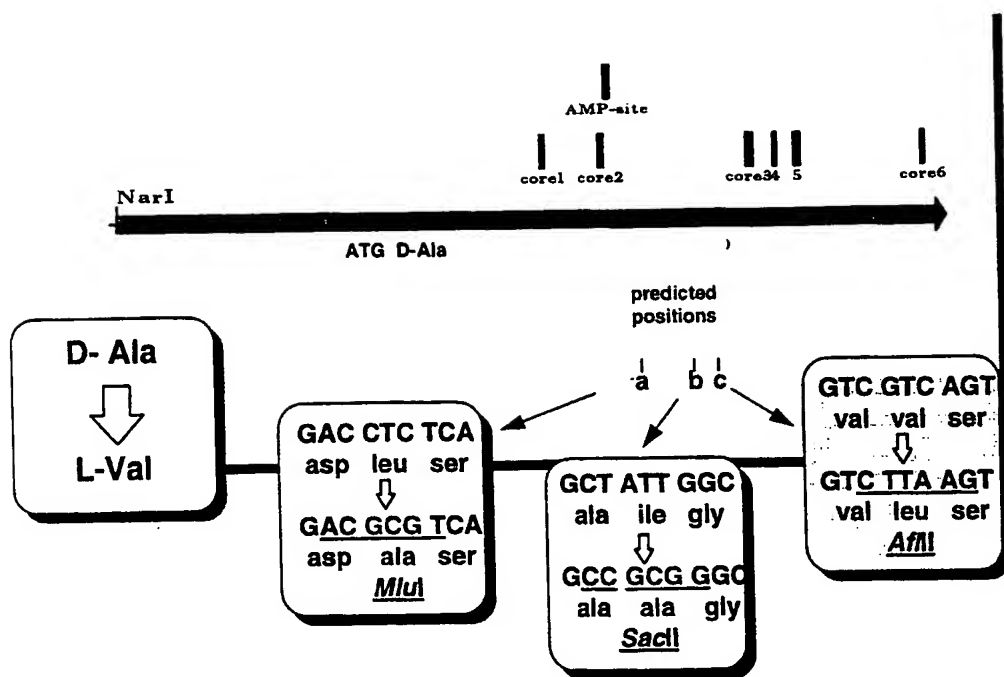 AMP-site
core1 core2 core34 5 core6
NarI
ATG D-Ala )
predicted
positions
a b c
D- Ala
L-Val
GAC CTC TCA
asp leu ser
GAC GCG TCA
asp ala ser
MluI
GCT ATT GGC
ala ile gly
GCC GCG GGC
ala ala gly
SacII
GTC GTC AGT
val val ser
GTC TTA AGT
val leu ser
AflII